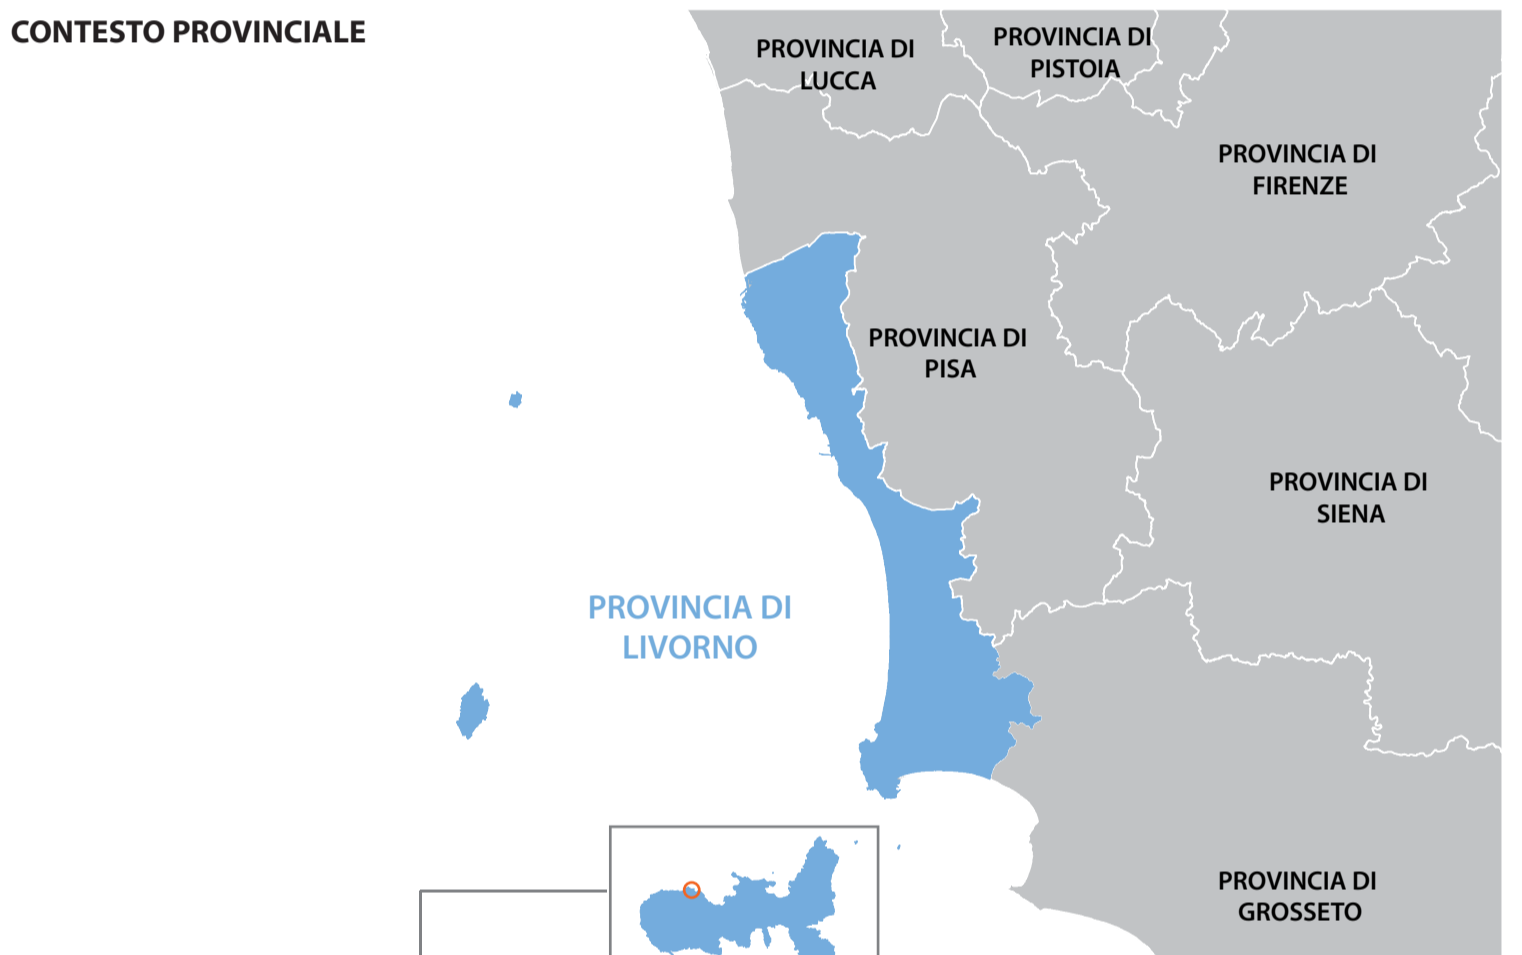 CONTESTO PROVINCIALE
PROVINCIA DI
LUCCA
PROVINCIA DI
PISTOIA
PROVINCIA DI
FIRENZE
PROVINCIA DI
PISA
PROVINCIA DI
SIENA
PROVINCIA DI
LIVORNO
PROVINCIA DI
GROSSETO